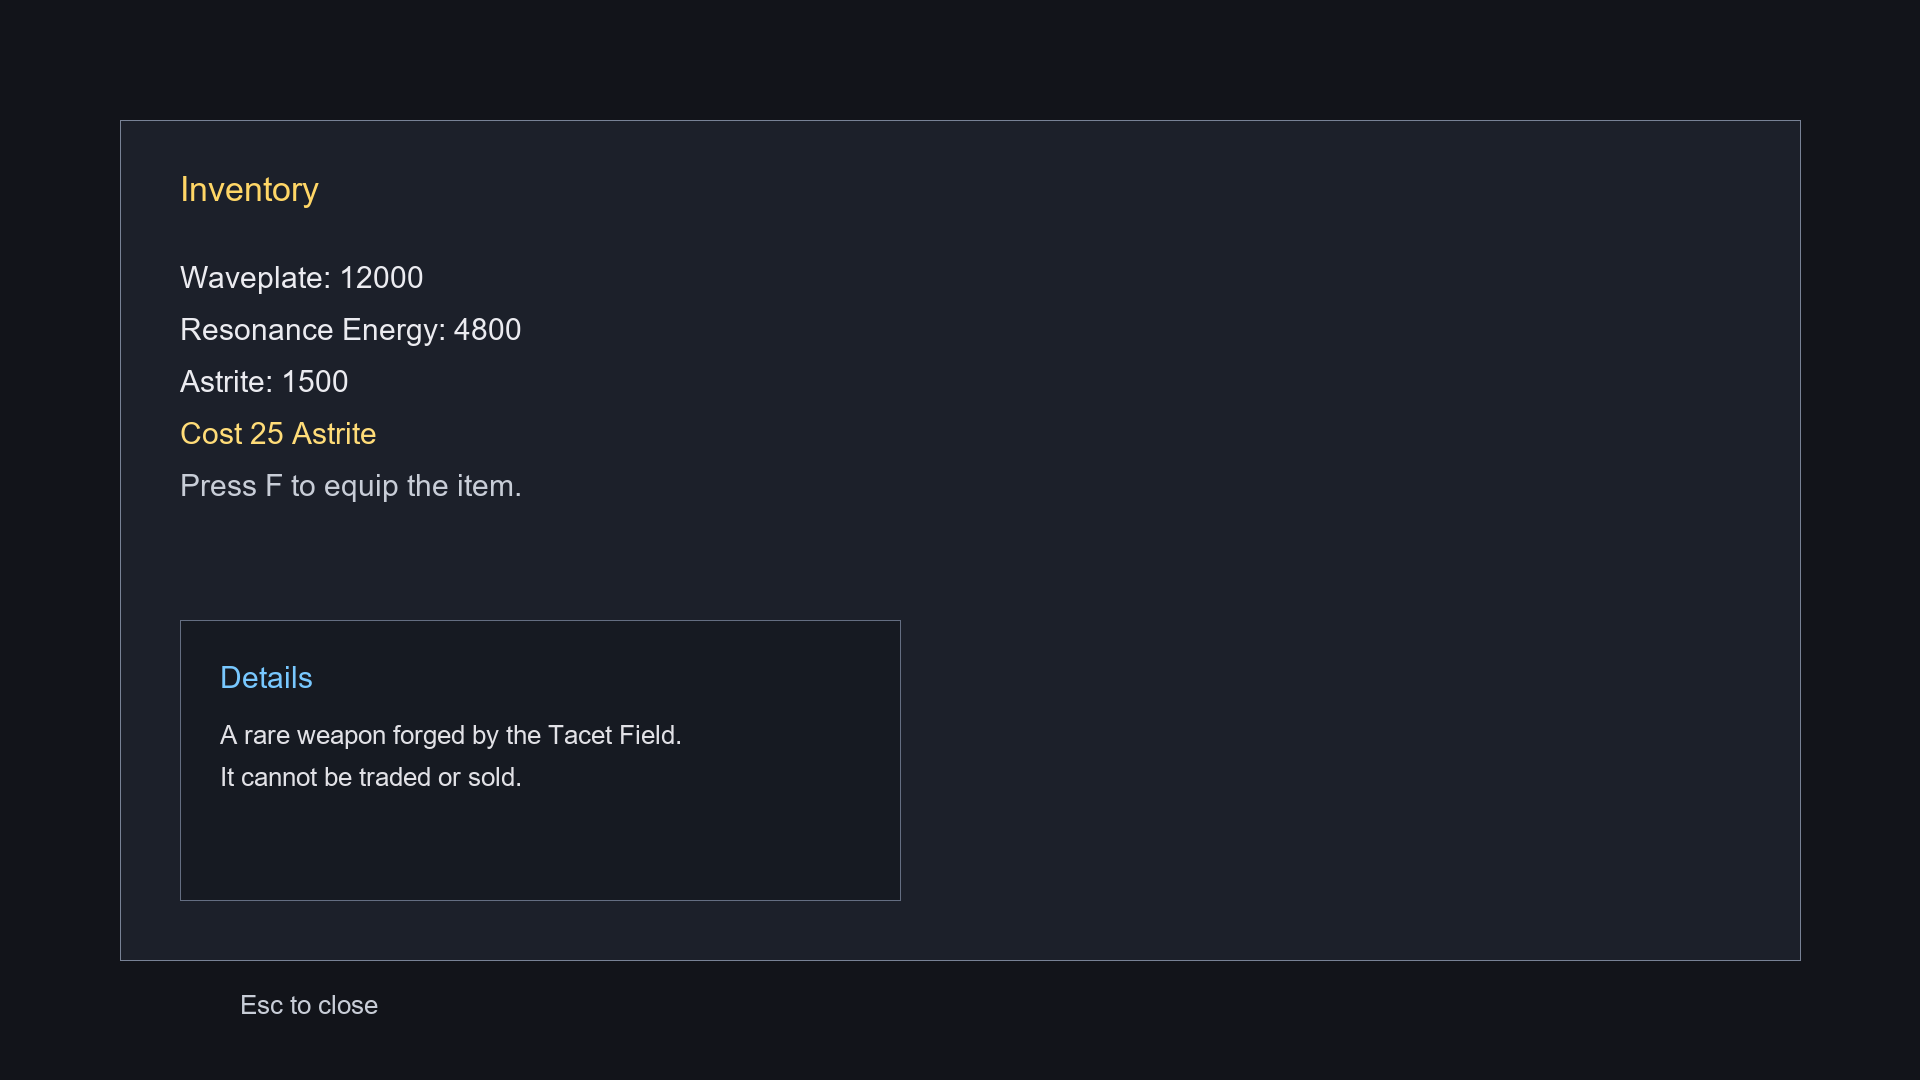 Inventory
Waveplate: 12000
Resonance Energy: 4800
Astrite: 1500
Cost 25 Astrite
Press F to equip the item.
Details
A rare weapon forged by the Tacet Field.
It cannot be traded or sold.
Esc to close